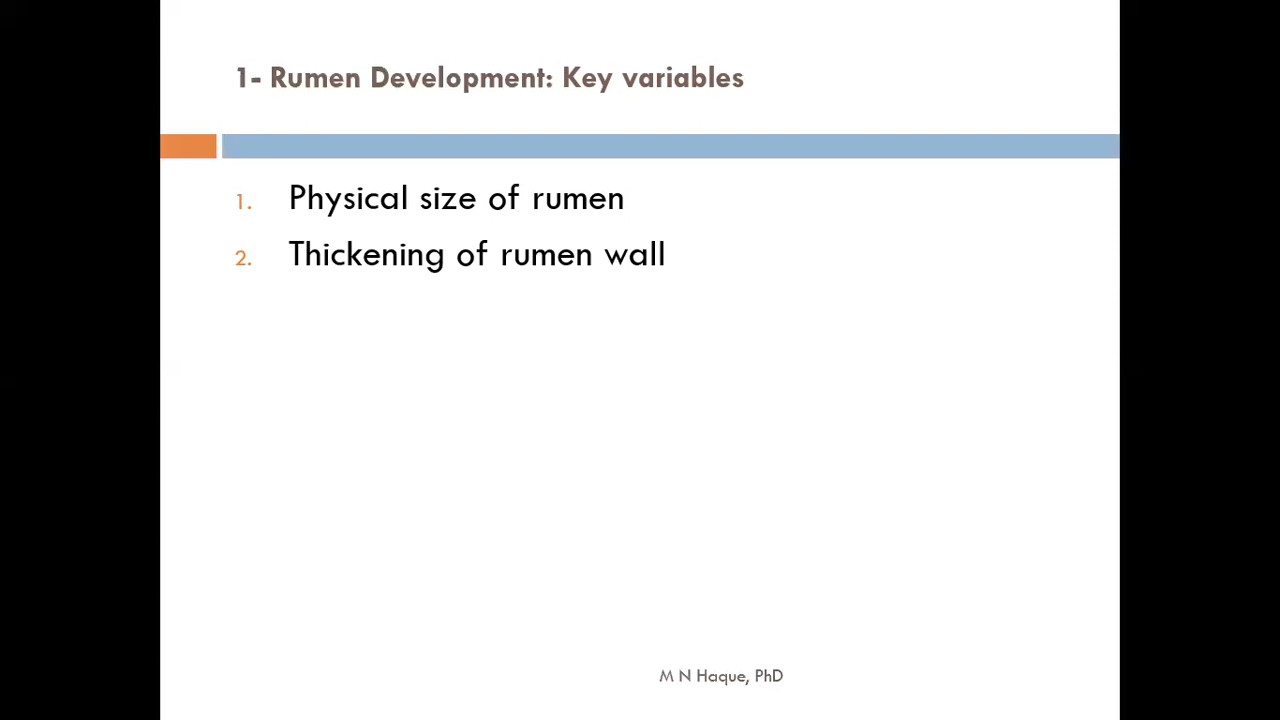 1- Rumen Development: Key variables
1. Physical size of rumen
2. Thickening of rumen wall
M N Haque, PhD